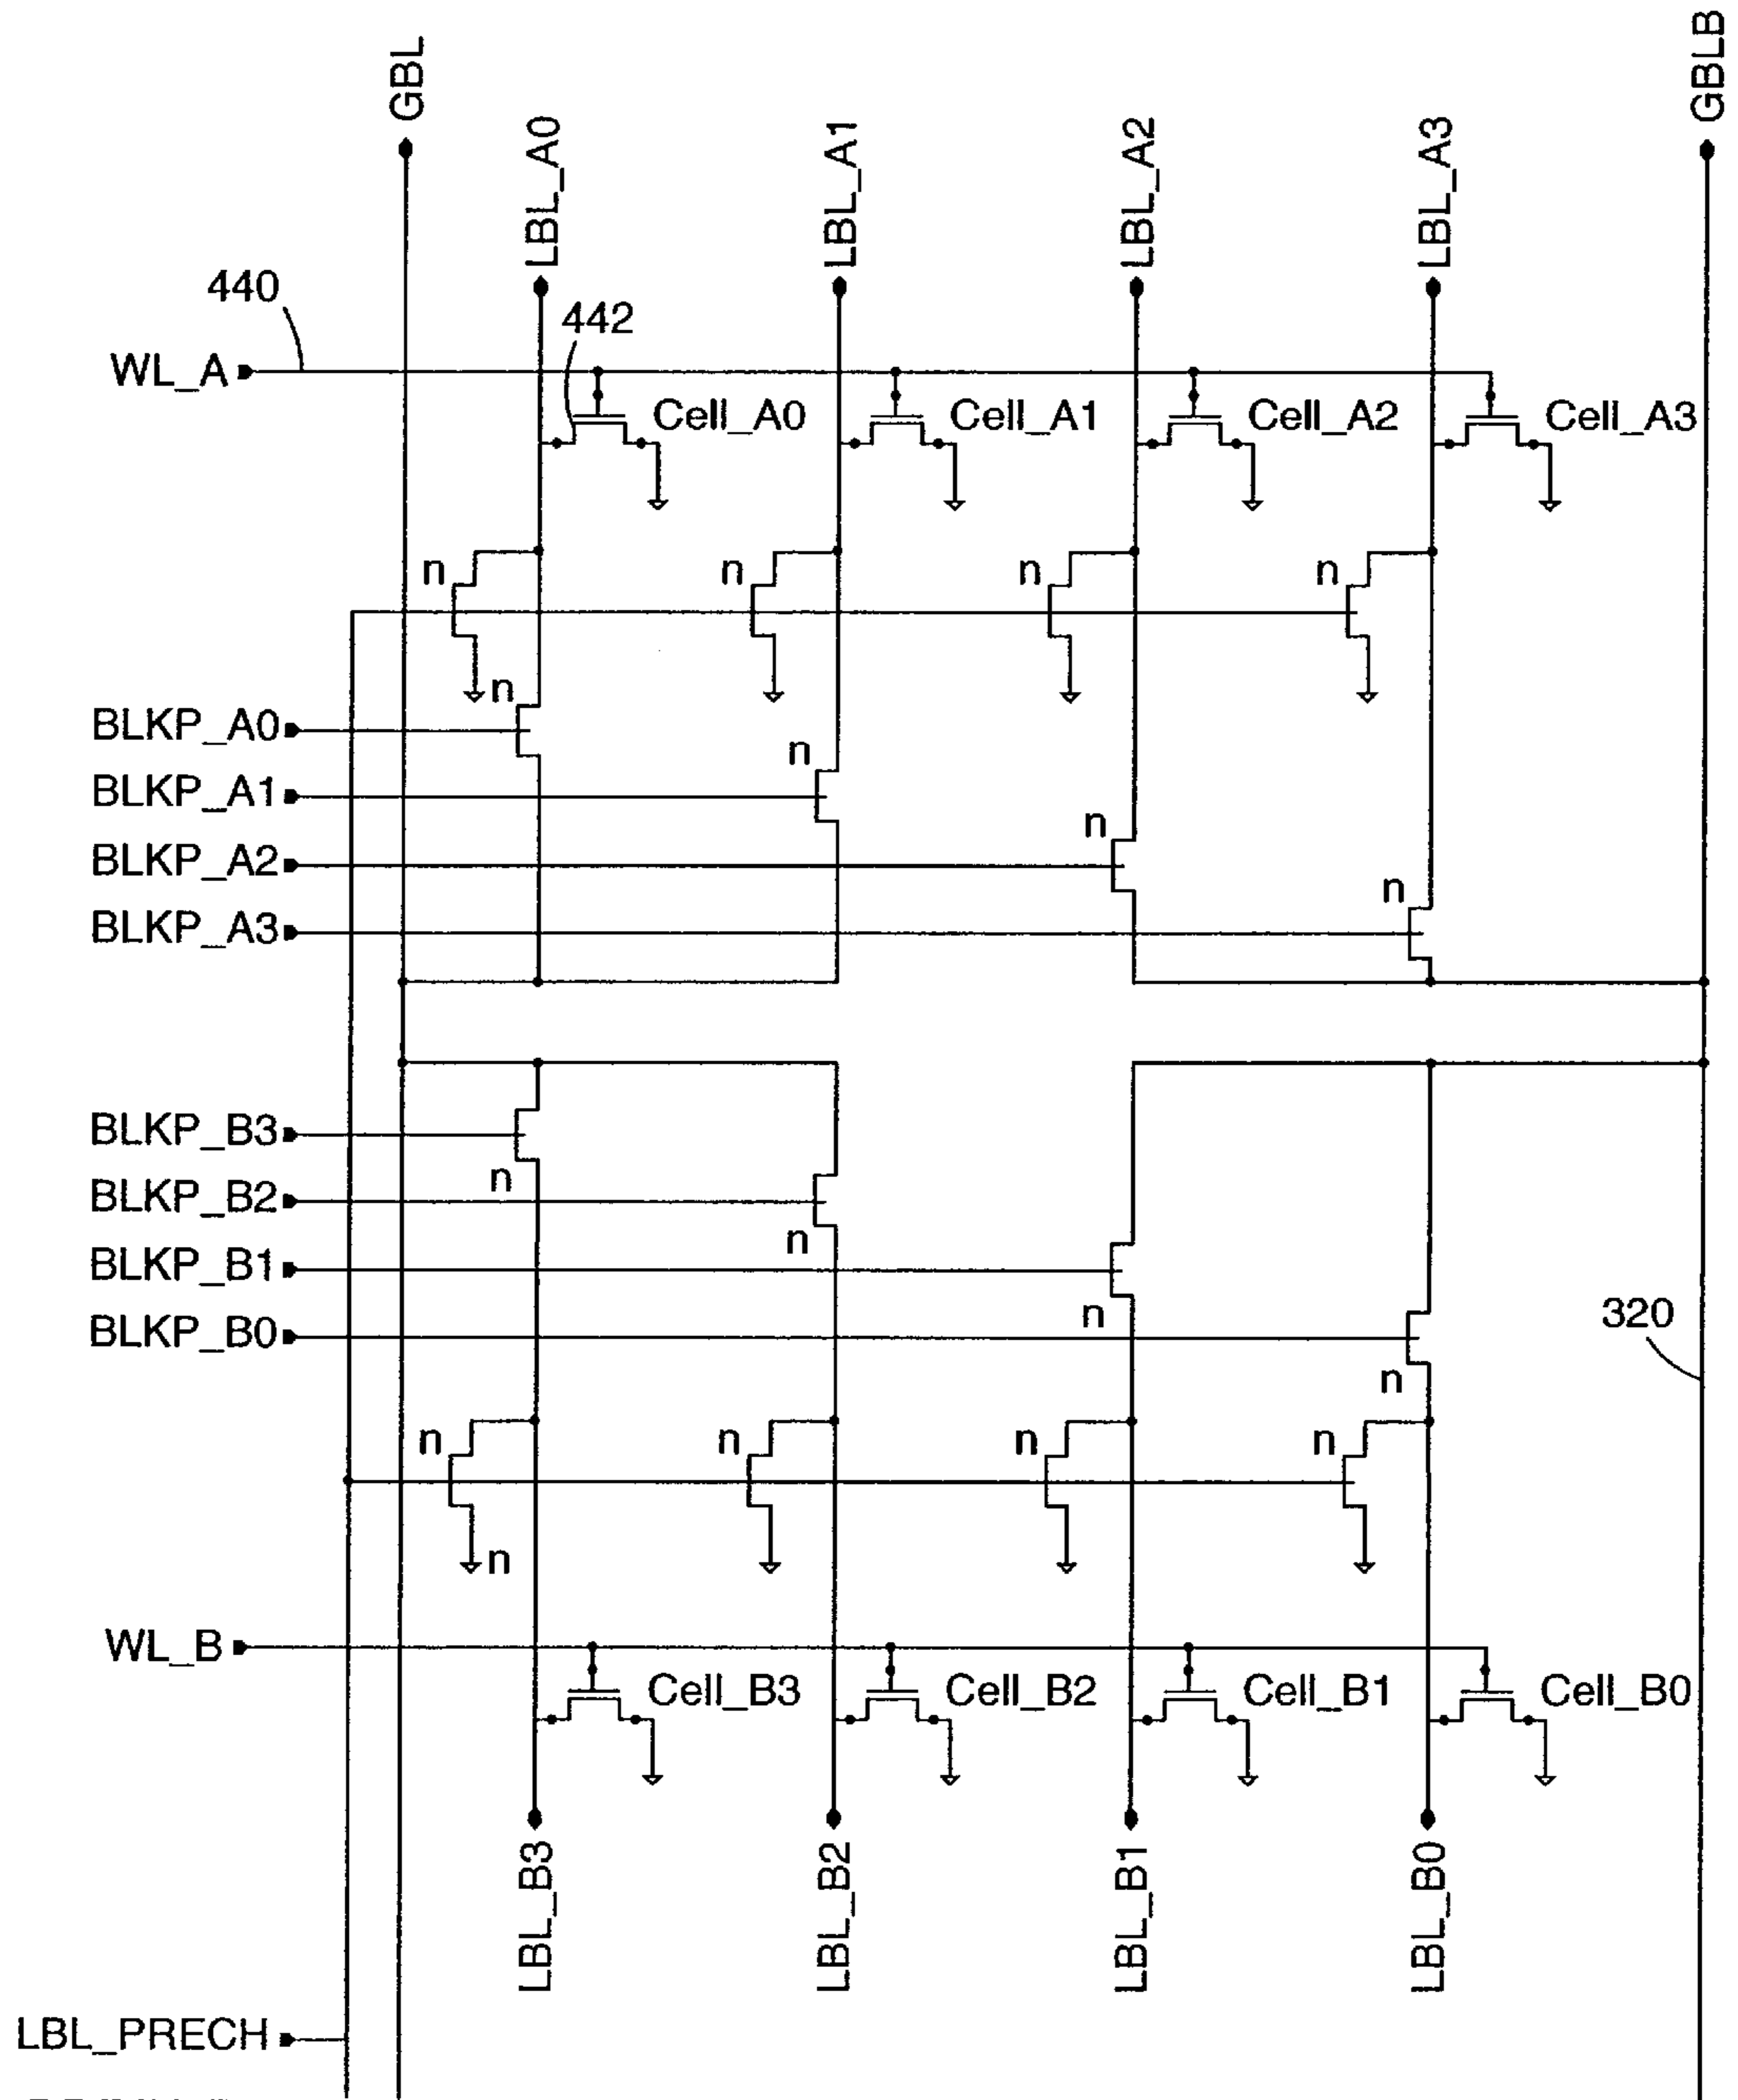 GBL
GBLB
LBL_A0
LBL_A1
LBL_A2
LBL_A3
440
442
WL_A
Cell_A0
Cell_A1
Cell_A2
Cell_A3
n
n
n
n
n
BLKP_A0
n
BLKP_A1
n
BLKP_A2
n
BLKP_A3
BLKP_B3
n
BLKP_B2
n
BLKP_B1
n
320
BLKP_B0
n
n
n
n
n
n
WL_B
Cell_B3
Cell_B2
Cell_B1
Cell_B0
LBL_B3
LBL_B2
LBL_B1
LBL_B0
LBL_PRECH